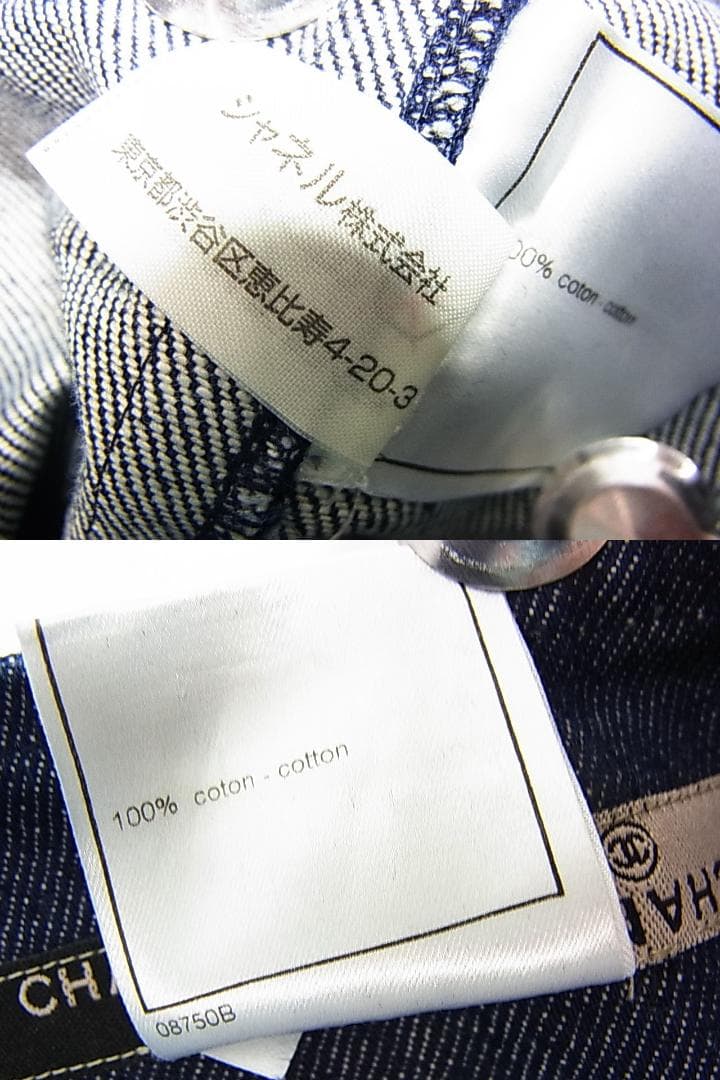 シャネル株式会社
東京都渋谷区恵比寿4-20-3
00% coton - cotton
100% coton - cotton
08750B
CHA
CHA